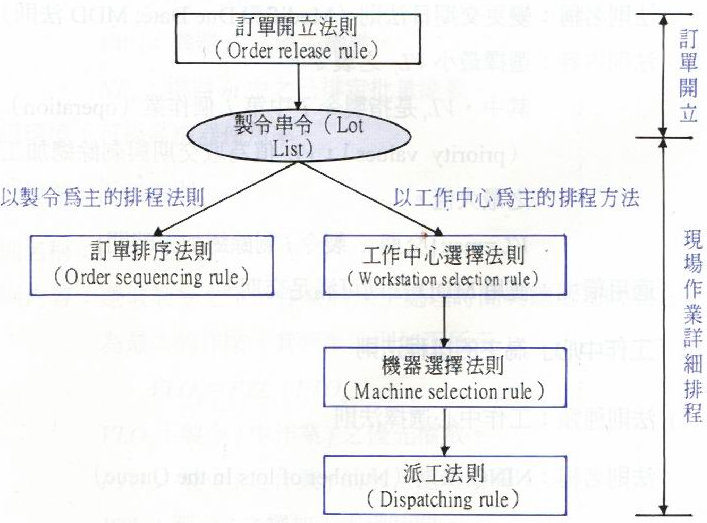 訂單開立法則
(Order release rule)
訂單開立
製令串令(Lot
List)
以製令爲主的排程法則
以工作中心爲主的排程方法
訂單排序法則
(Order sequencing rule)
工作中心選擇法則
(Workstation selection rule)
現場作業詳細排程
機器選擇法則
(Machine selection rule)
派工法則
(Dispatching rule)